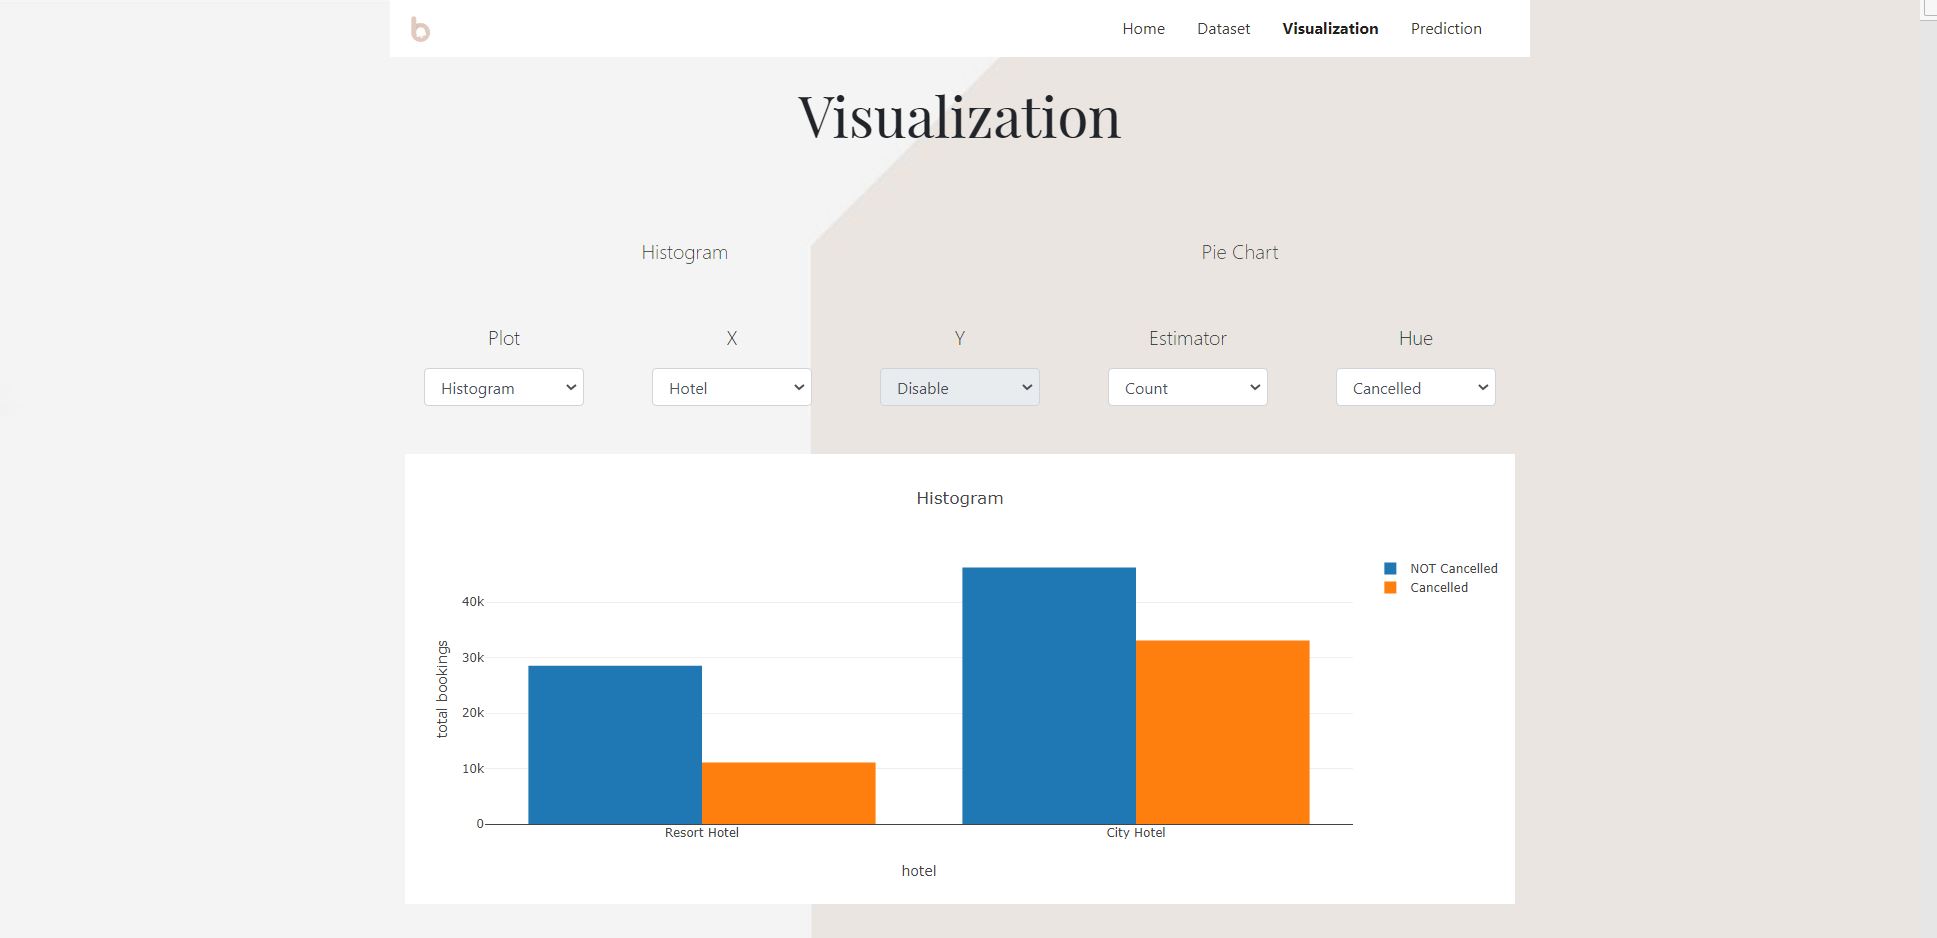 b
Home Dataset Visualization Prediction
Visualization
Histogram Pie Chart
Plot X Y Estimator Hue
Histogram Hotel Disable Count Cancelled
Histogram
NOT Cancelled
Cancelled
40k
30k
20k
10k
0
total bookings
Resort Hotel City Hotel
hotel